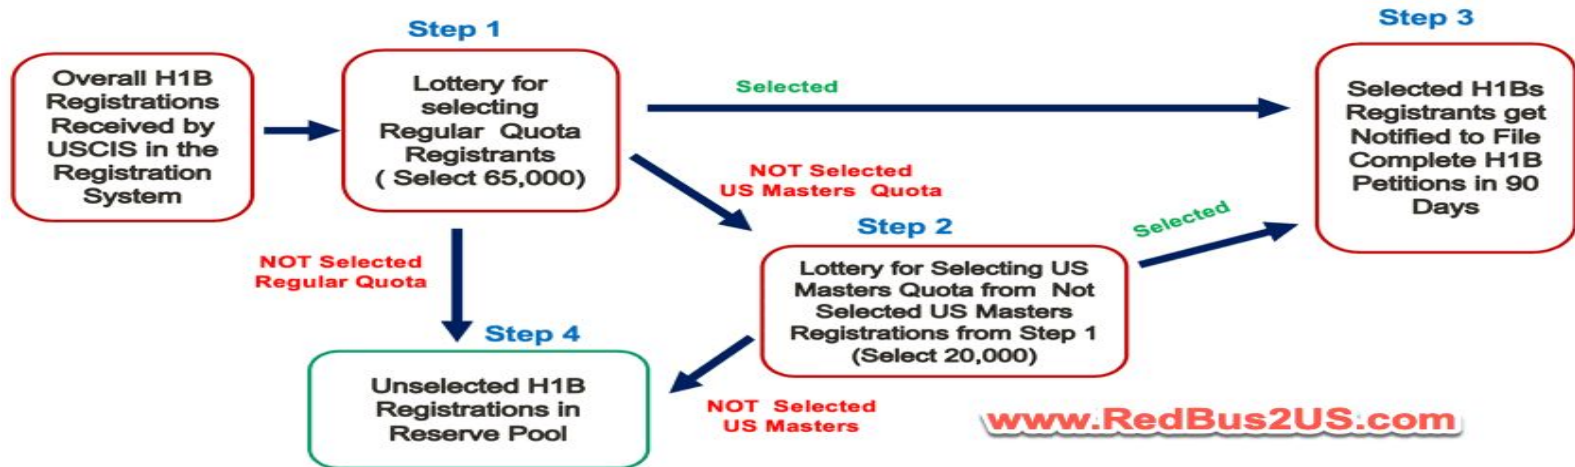 Overall H1B
Registrations
Received by
USCIS in the
Registration
System
Step 1
Lottery for
selecting
Regular Quota
Registrants
( Select 65,000)
Selected
Step 3
Selected H1Bs
Registrants get
Notified to File
Complete H1B
Petitions in 90
Days
NOT Selected
US Masters Quota
Step 2
Lottery for Selecting US
Masters Quota from Not
Selected US Masters
Registrations from Step 1
(Select 20,000)
Selected
NOT Selected
Regular Quota
Step 4
Unselected H1B
Registrations in
Reserve Pool
NOT Selected
US Masters
www.RedBus2US.com